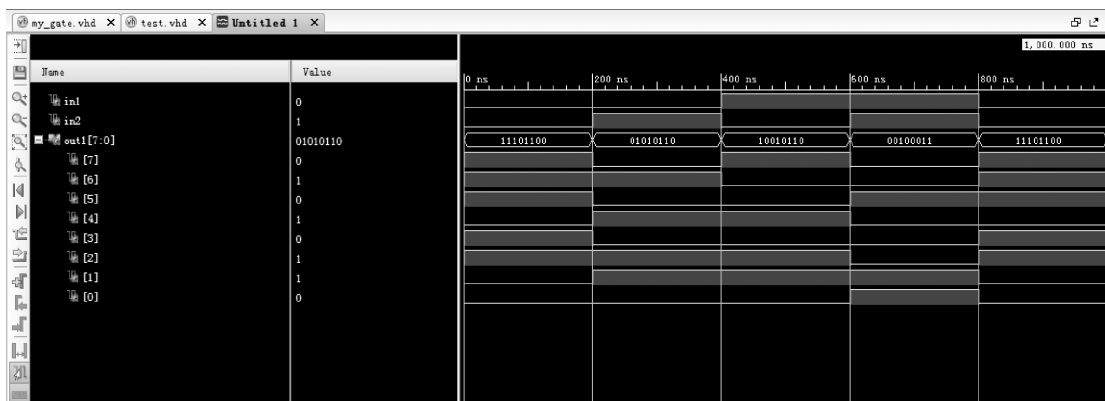 my_gate.vhd X test.vhd X Untitled 1 X
1,000.000 ns
Name Value 0 ns 200 ns 400 ns 600 ns 800 ns
in1 0
in2 1
out1[7:0] 01010110 11101100 01010110 10010110 00100011 11101100
[7] 0
[6] 1
[5] 0
[4] 1
[3] 0
[2] 1
[1] 1
[0] 0